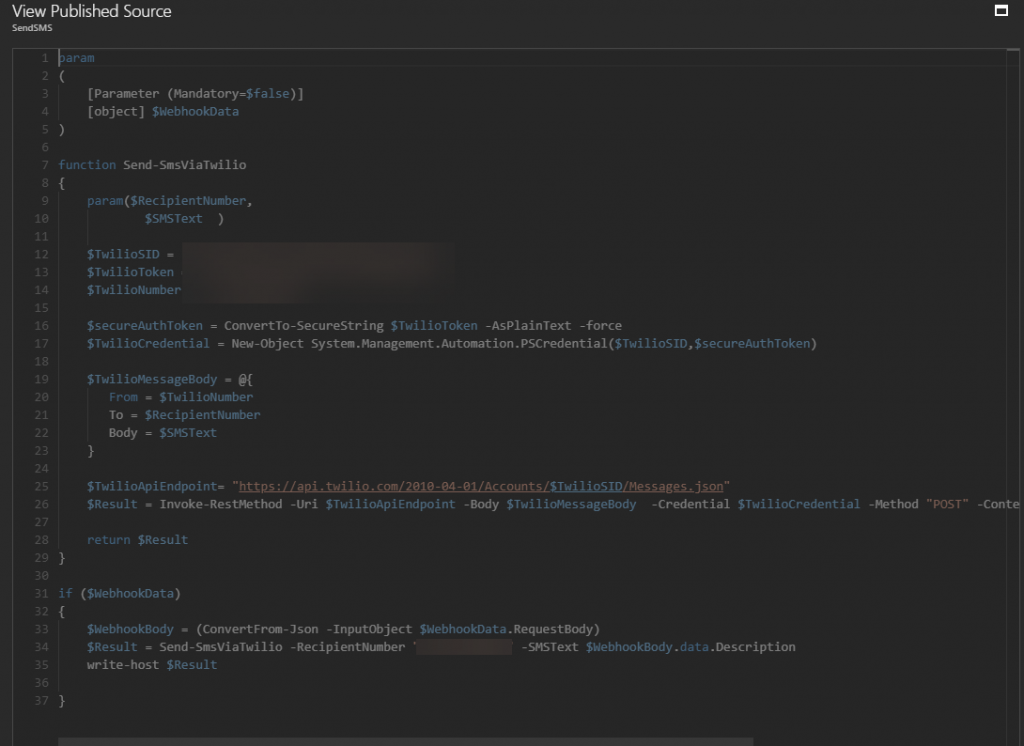 View Published Source
SendSMS
1 param
2 (
3 [Parameter (Mandatory=$false)]
4 [object] $WebhookData
5 )
6
7 function Send-SmsViaTwilio
8 {
9 param($RecipientNumber,
10 $SMSText )
11
12 $TwilioSID =
13 $TwilioToken
14 $TwilioNumber
15
16 $secureAuthToken = ConvertTo-SecureString $TwilioToken -AsPlainText -force
17 $TwilioCredential = New-Object System.Management.Automation.PSCredential($TwilioSID,$secureAuthToken)
18
19 $TwilioMessageBody = @{
20 From = $TwilioNumber
21 To = $RecipientNumber
22 Body = $SMSText
23 }
24
25 $TwilioApiEndpoint= "https://api.twilio.com/2010-04-01/Accounts/$TwilioSID/Messages.json"
26 $Result = Invoke-RestMethod -Uri $TwilioApiEndpoint -Body $TwilioMessageBody -Credential $TwilioCredential -Method "POST" -Conte
27
28 return $Result
29 }
30
31 if ($WebhookData)
32 {
33 $WebhookBody = (ConvertFrom-Json -InputObject $WebhookData.RequestBody)
34 $Result = Send-SmsViaTwilio -RecipientNumber -SMSText $WebhookBody.data.Description
35 write-host $Result
36
37 }